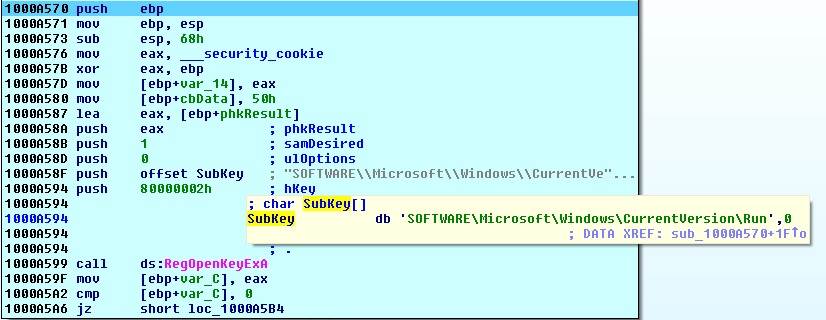 1000A570 push    ebp
1000A571 mov     ebp, esp
1000A573 sub     esp, 68h
1000A576 mov     eax, ___security_cookie
1000A57B xor     eax, ebp
1000A57D mov     [ebp+var_14], eax
1000A580 mov     [ebp+cbData], 50h
1000A587 lea     eax, [ebp+phkResult]
1000A58A push    eax             ; phkResult
1000A58B push    1               ; samDesired
1000A58D push    0               ; ulOptions
1000A58F push    offset SubKey   ; "SOFTWARE\\Microsoft\\Windows\\CurrentVe"...
1000A594 push    80000002h       ; hKey
1000A594 ; char SubKey[]
1000A594 SubKey          db 'SOFTWARE\Microsoft\Windows\CurrentVersion\Run',0
1000A594 ; DATA XREF: sub_1000A570+1F↑o
1000A594 ; .
1000A599 call    ds:RegOpenKeyExA
1000A59F mov     [ebp+var_C], eax
1000A5A2 cmp     [ebp+var_C], 0
1000A5A6 jz      short loc_1000A5B4